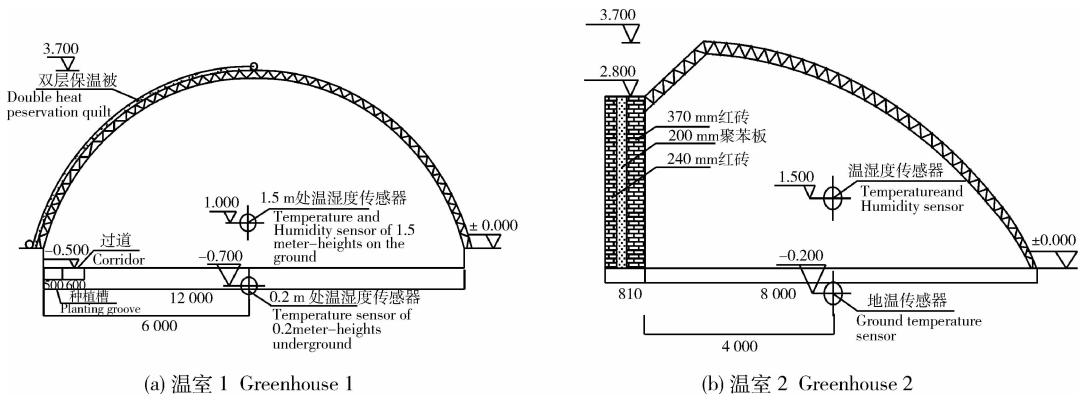 3.700
双层保温被
Double heat
peservation quilt
1.000
1.5 m处温湿度传感器
Temperature and
Humidity sensor of 1.5
meter-heights on the
ground
± 0.000
-0.500
过道
Corridor
-0.700
500 600
种植槽
Planting groove
12 000
6 000
0.2 m 处温湿度传感器
Temperature sensor of
0.2meter-heights
underground
(a) 温室 1 Greenhouse 1
3.700
2.800
370 mm红砖
200 mm聚苯板
240 mm红砖
1.500
温湿度传感器
Temperatureand
Humidity sensor
±0.000
-0.200
810
8 000
地温传感器
Ground temperature
sensor
4 000
(b) 温室 2 Greenhouse 2